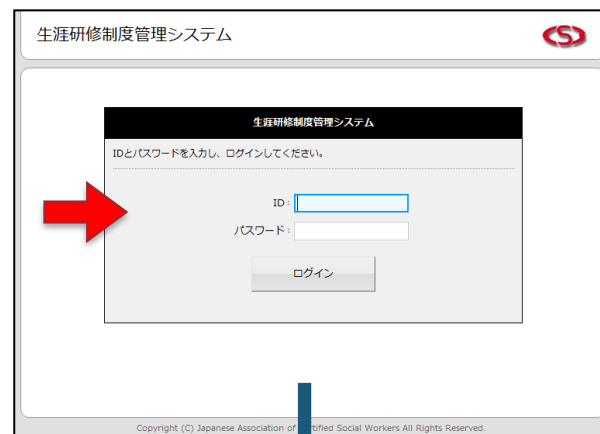 生涯研修制度管理システム
生涯研修制度管理システム
IDとパスワードを入力し、ログインしてください。
ID：
パスワード：
ログイン
Copyright (C) Japanese Association of tified Social Workers All Rights Reserved.